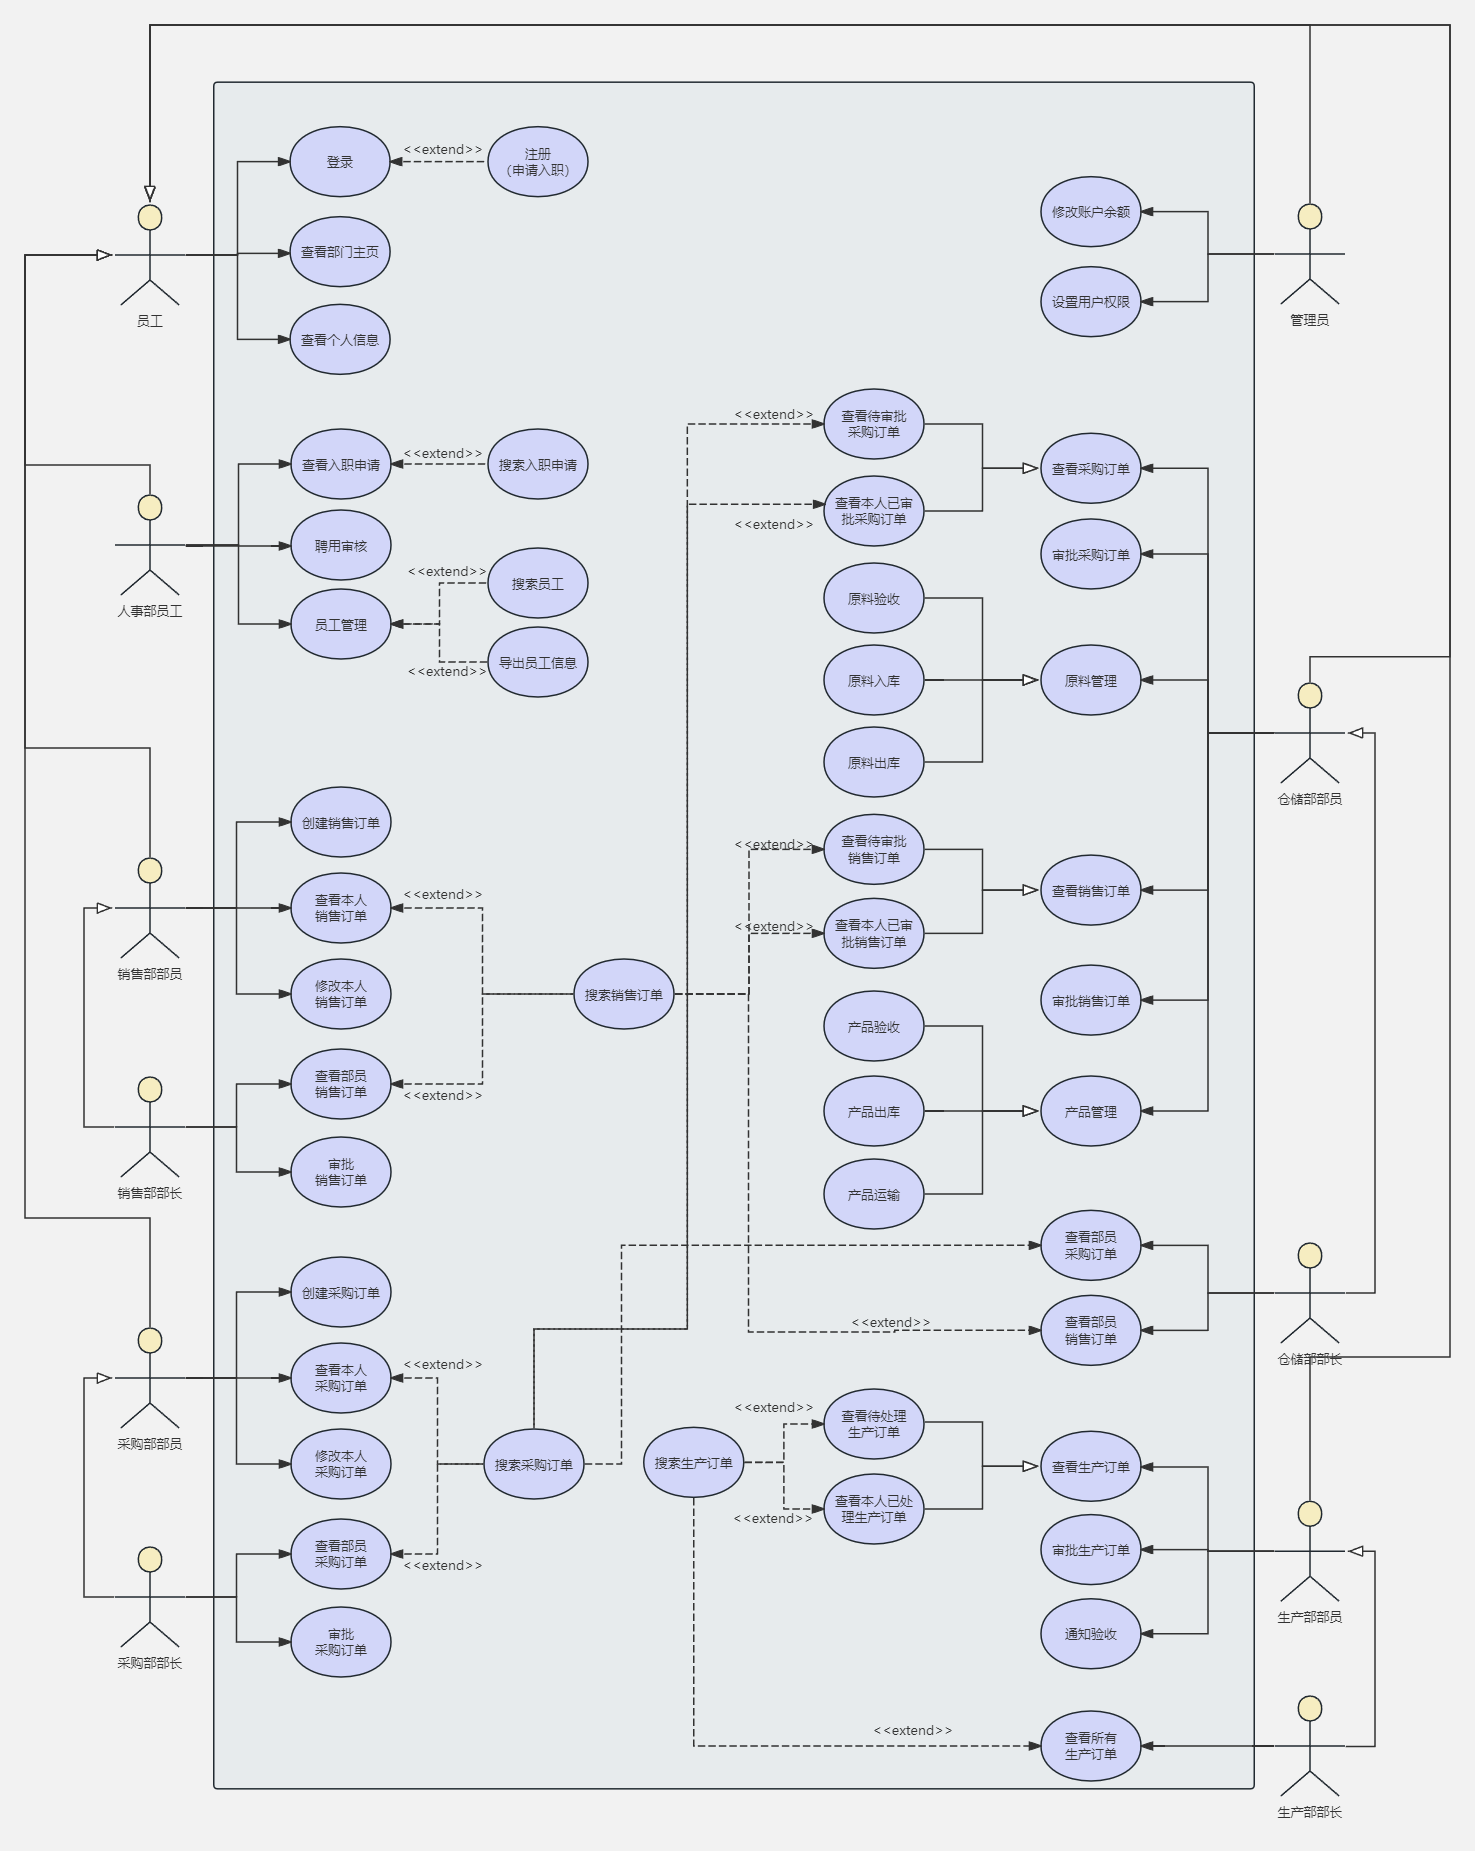 登录
<<extend>>
注册
（申请入职）
查看部门主页
查看个人信息
员工
修改账户余额
设置用户权限
管理员
查看入职申请
<<extend>>
搜索入职申请
聘用审核
员工管理
<<extend>>
搜索员工
<<extend>>
导出员工信息
人事部员工
<<extend>>
查看待审批
采购订单
查看本人已审
批采购订单
<<extend>>
查看采购订单
审批采购订单
原料验收
原料入库
原料出库
原料管理
仓储部部员
创建销售订单
查看本人
销售订单
<<extend>>
修改本人
销售订单
销售部部员
搜索销售订单
<<extend>>
查看待审批
销售订单
<<extend>>
查看本人已审
批销售订单
查看销售订单
审批销售订单
查看部员
销售订单
<<extend>>
审批
销售订单
销售部部长
产品验收
产品出库
产品运输
产品管理
查看部员
采购订单
<<extend>>
查看部员
销售订单
仓储部部长
创建采购订单
查看本人
采购订单
<<extend>>
修改本人
采购订单
采购部部员
搜索采购订单
查看部员
采购订单
<<extend>>
审批
采购订单
采购部部长
搜索生产订单
<<extend>>
查看待处理
生产订单
查看本人已处
理生产订单
<<extend>>
查看生产订单
审批生产订单
通知验收
生产部部员
<<extend>>
查看所有
生产订单
生产部部长